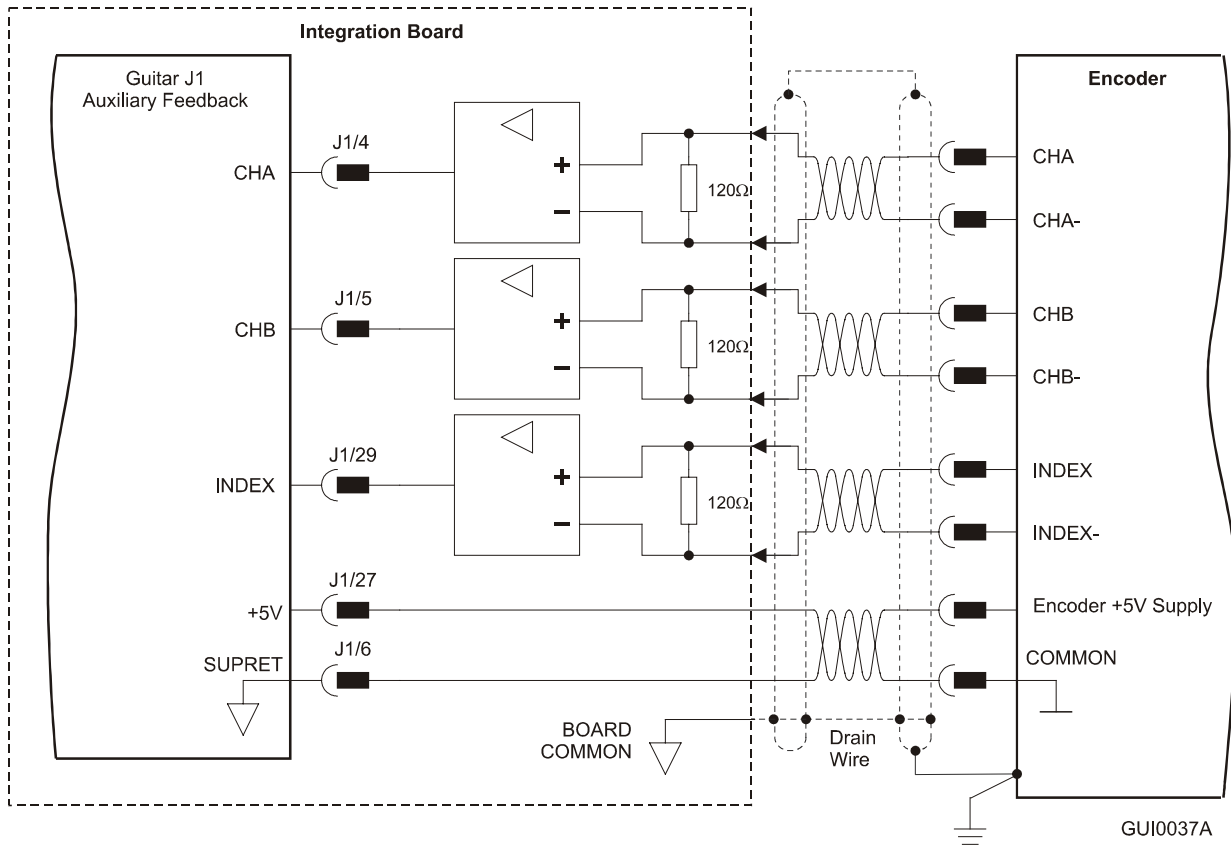 Integration Board
Guitar J1
Auxiliary Feedback
Encoder
J1/4
CHA
+
−
120Ω
CHA
CHA-
J1/5
CHB
+
−
120Ω
CHB
CHB-
J1/29
INDEX
+
−
120Ω
INDEX
INDEX-
J1/27
+5V
Encoder +5V Supply
J1/6
SUPRET
COMMON
BOARD
COMMON
Drain
Wire
GUI0037A